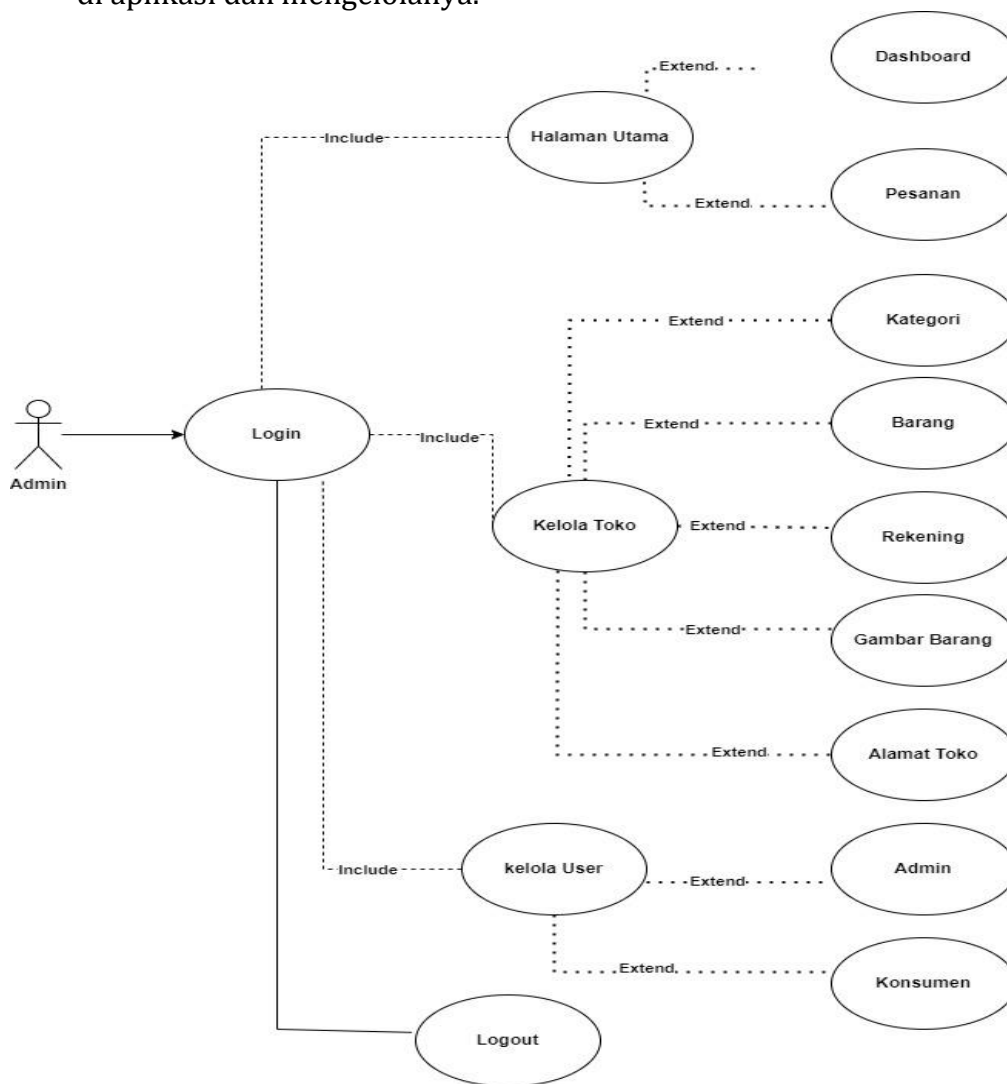 di aplikasi dan mengelolanya.
Extend
Dashboard
Include
Halaman Utama
Extend
Pesanan
Extend
Kategori
Extend
Barang
Login
Include
Admin
Kelola Toko
Extend
Rekening
Extend
Gambar Barang
Extend
Alamat Toko
Include
kelola User
Extend
Admin
Extend
Konsumen
Logout